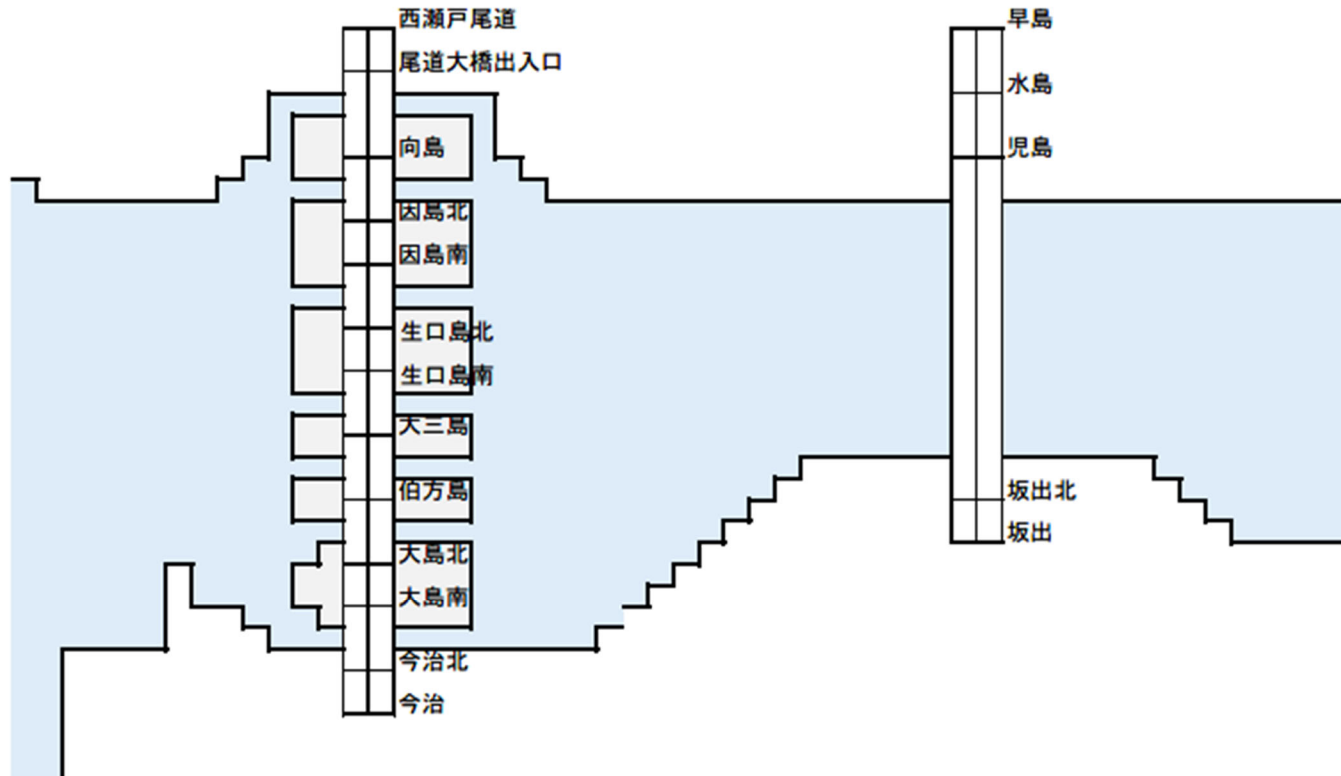 西瀬戸尾道
尾道大橋出入口
向島
因島北
因島南
生口島北
生口島南
大三島
伯方島
大島北
大島南
今治北
今治
早島
水島
児島
坂出北
坂出